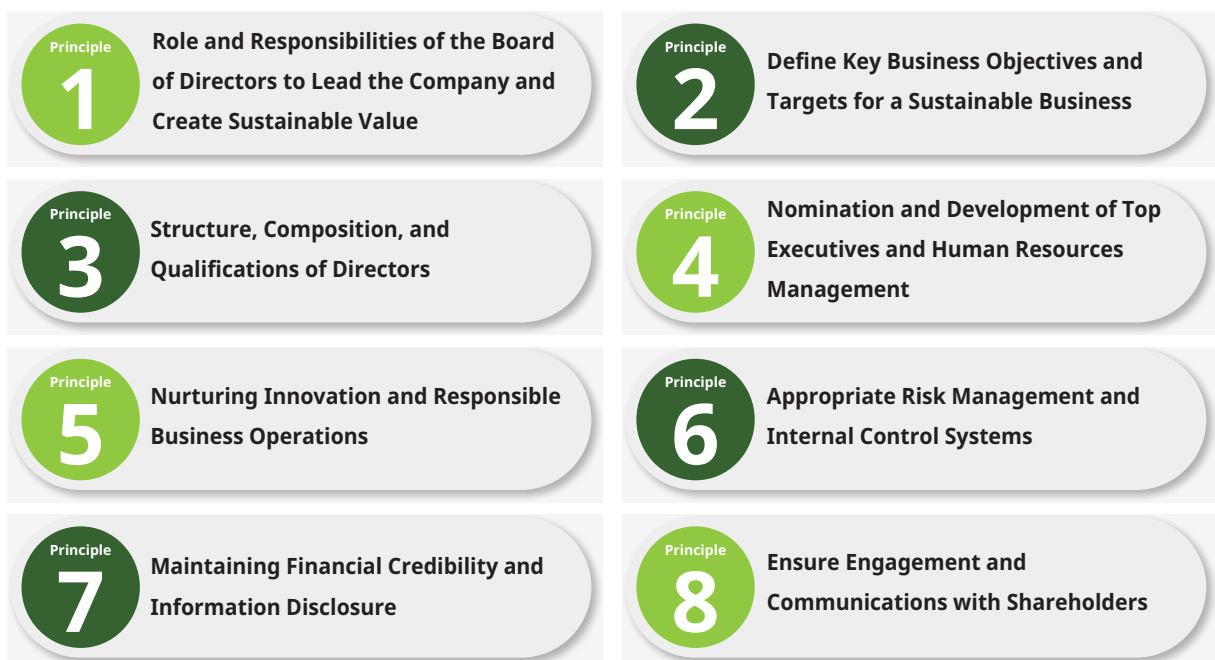 Principle
1
Role and Responsibilities of the Board
of Directors to Lead the Company and
Create Sustainable Value
Principle
2
Define Key Business Objectives and
Targets for a Sustainable Business
Principle
3
Structure, Composition, and
Qualifications of Directors
Principle
4
Nomination and Development of Top
Executives and Human Resources
Management
Principle
5
Nurturing Innovation and Responsible
Business Operations
Principle
6
Appropriate Risk Management and
Internal Control Systems
Principle
7
Maintaining Financial Credibility and
Information Disclosure
Principle
8
Ensure Engagement and
Communications with Shareholders